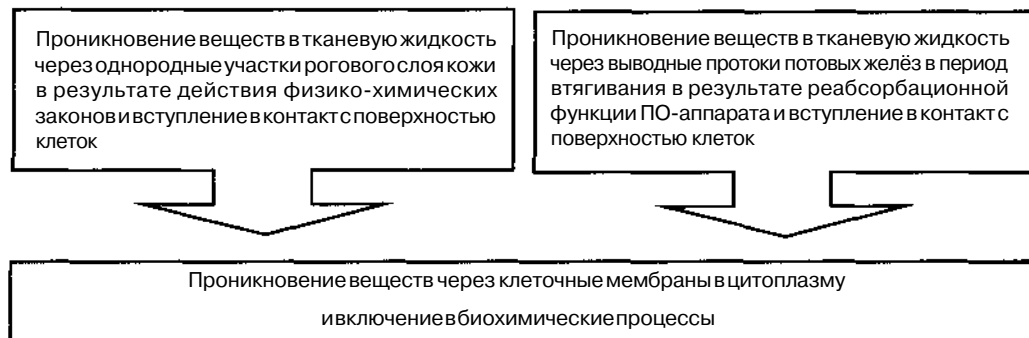 Проникновение веществ в тканевую жидкость
через однородные участки рогового слоя кожи
в результате действия физико-химических
законов и вступление в контакт с поверхностью
клеток
Проникновение веществ в тканевую жидкость
через выводные протоки потовых желёз в период
втягивания в результате реабсорбационной
функции ПО-аппарата и вступление в контакт с
поверхностью клеток
Проникновение веществ через клеточные мембраны в цитоплазму
и включение в биохимические процессы